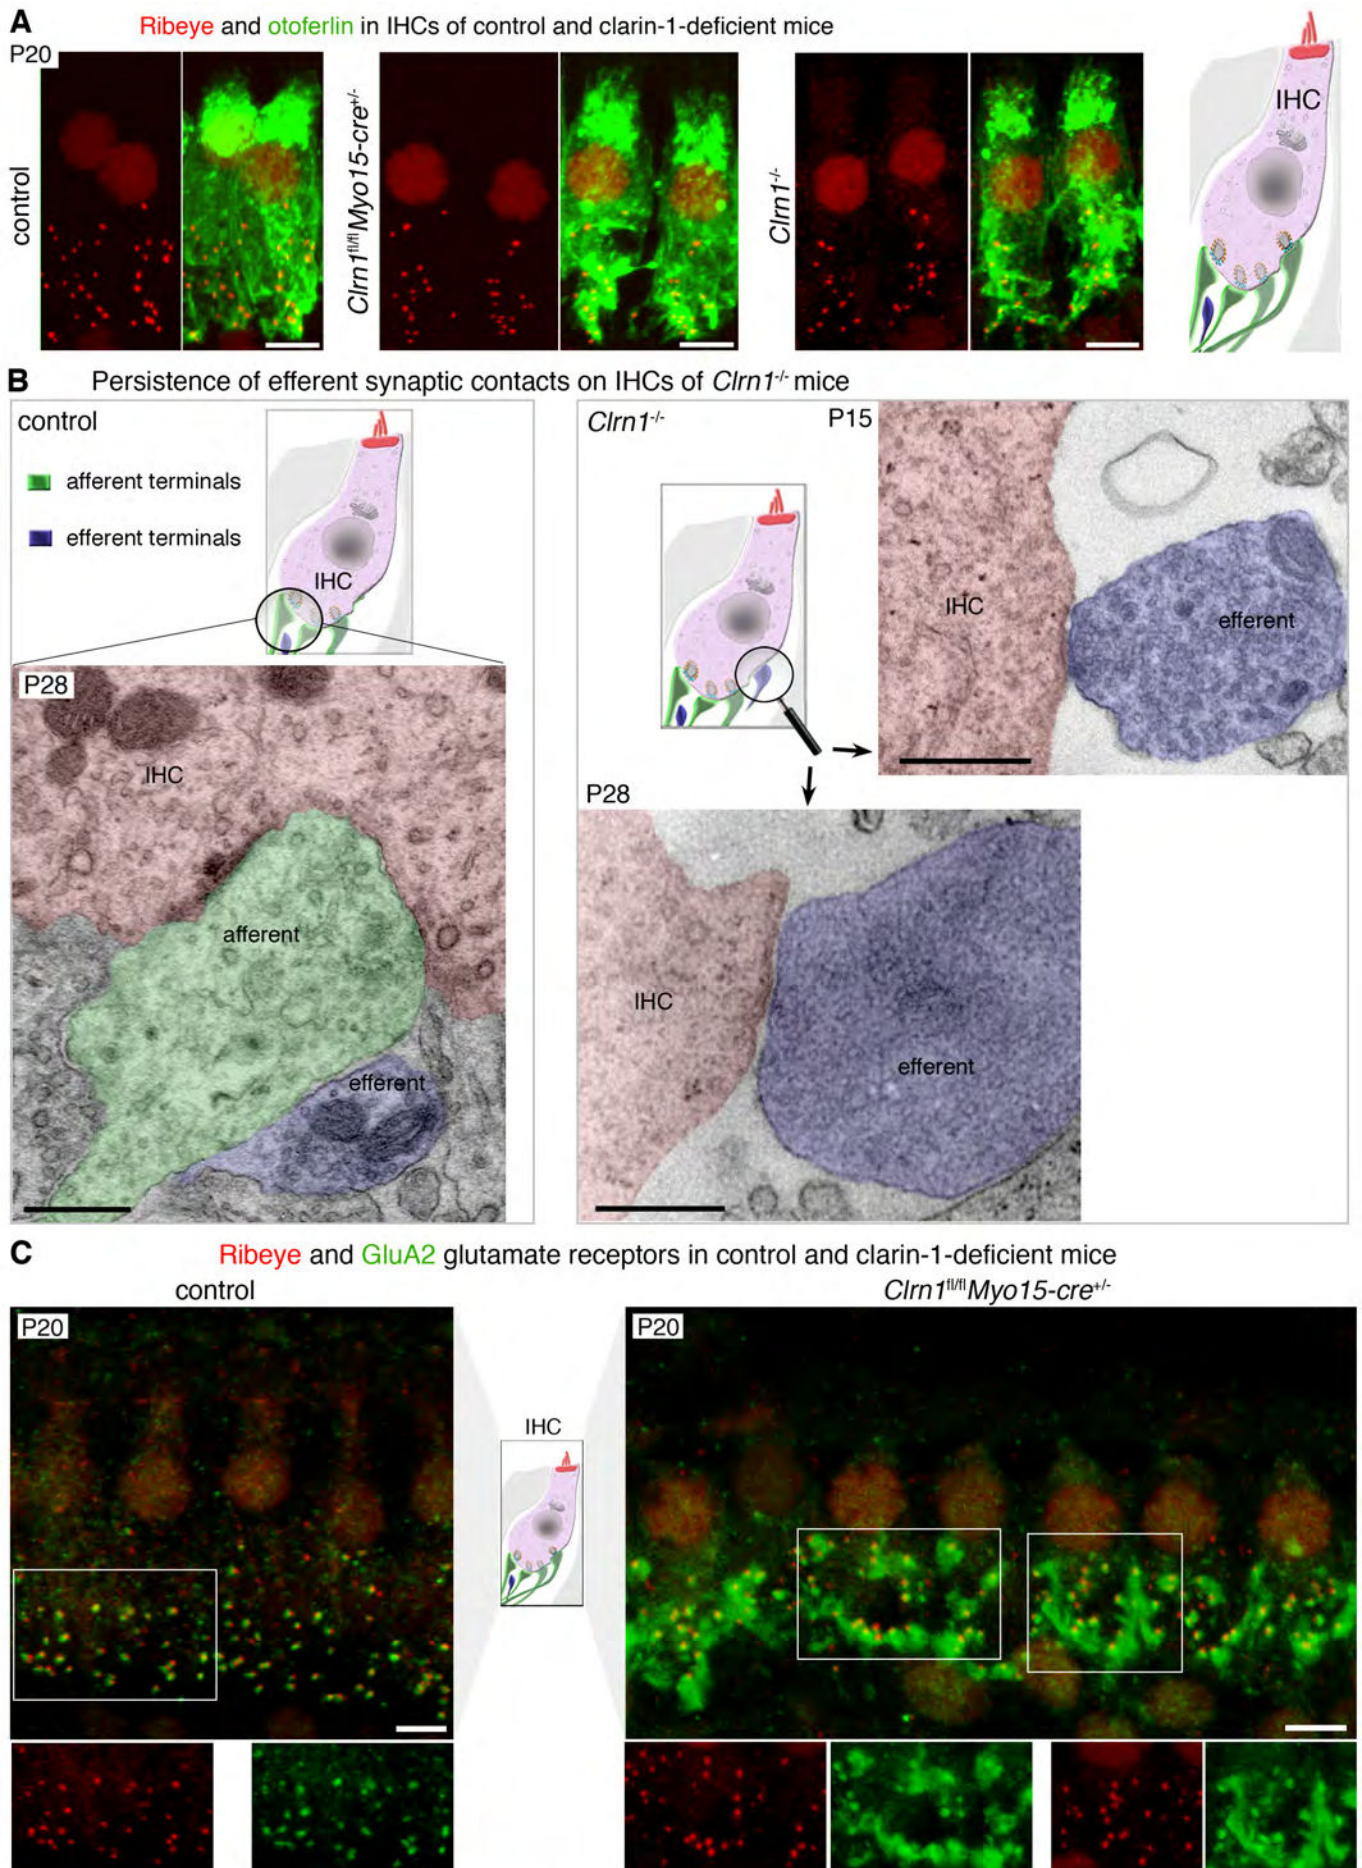 A
Ribeye and otoferlin in IHCs of control and clarin-1-deficient mice
P20
control
Clrn1fl/flMyo15-cre+/-
Clrn1-/-
IHC
B
Persistence of efferent synaptic contacts on IHCs of Clrn1-/- mice
control
afferent terminals
efferent terminals
IHC
P28
IHC
afferent
efferent
Clrn1-/-
P15
IHC
efferent
P28
IHC
efferent
C
Ribeye and GluA2 glutamate receptors in control and clarin-1-deficient mice
control
Clrn1fl/flMyo15-cre+/-
P20
IHC
P20